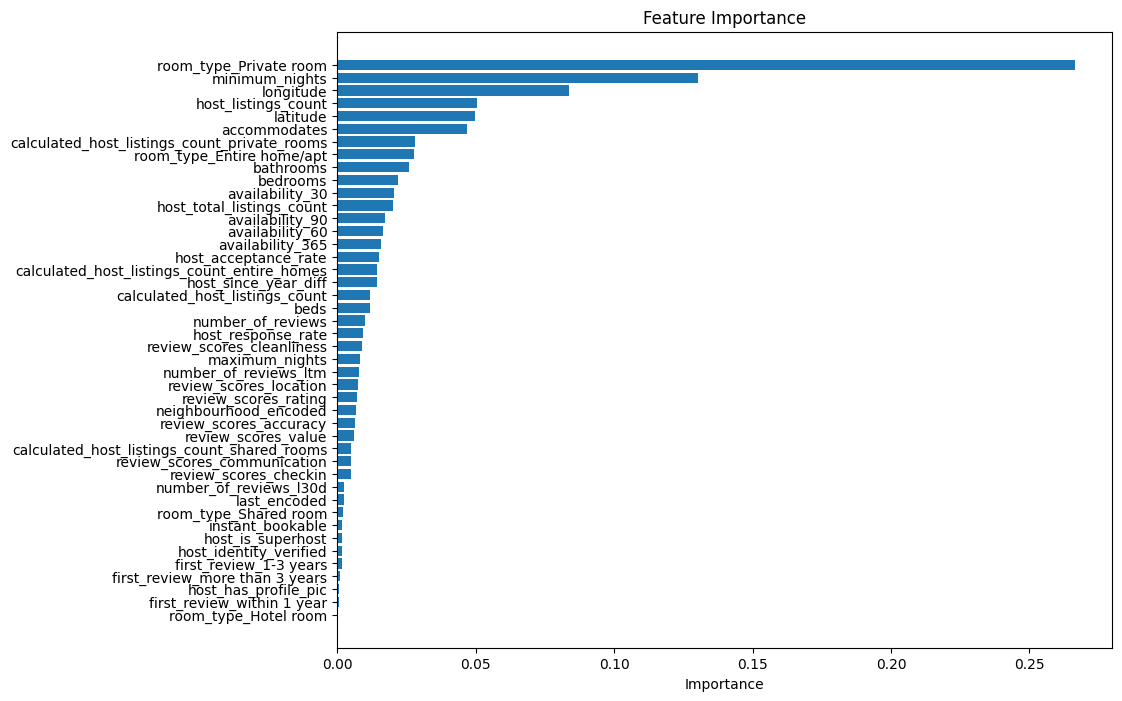 Feature Importance
room_type_Private room
minimum_nights
longitude
host_listings_count
latitude
accommodates
calculated_host_listings_count_private_rooms
room_type_Entire home/apt
bathrooms
bedrooms
availability_30
host_total_listings_count
availability_90
availability_60
availability_365
host_acceptance_rate
calculated_host_listings_count_entire_homes
host_since_year_diff
calculated_host_listings_count
beds
number_of_reviews
host_response_rate
review_scores_cleanliness
maximum_nights
number_of_reviews_ltm
review_scores_location
review_scores_rating
neighbourhood_encoded
review_scores_accuracy
review_scores_value
calculated_host_listings_count_shared_rooms
review_scores_communication
review_scores_checkin
number_of_reviews_l30d
last_encoded
room_type_Shared room
instant_bookable
host_is_superhost
host_identity_verified
first_review_1-3 years
first_review_more than 3 years
host_has_profile_pic
first_review_within 1 year
room_type_Hotel room
0.00 0.05 0.10 0.15 0.20 0.25
Importance